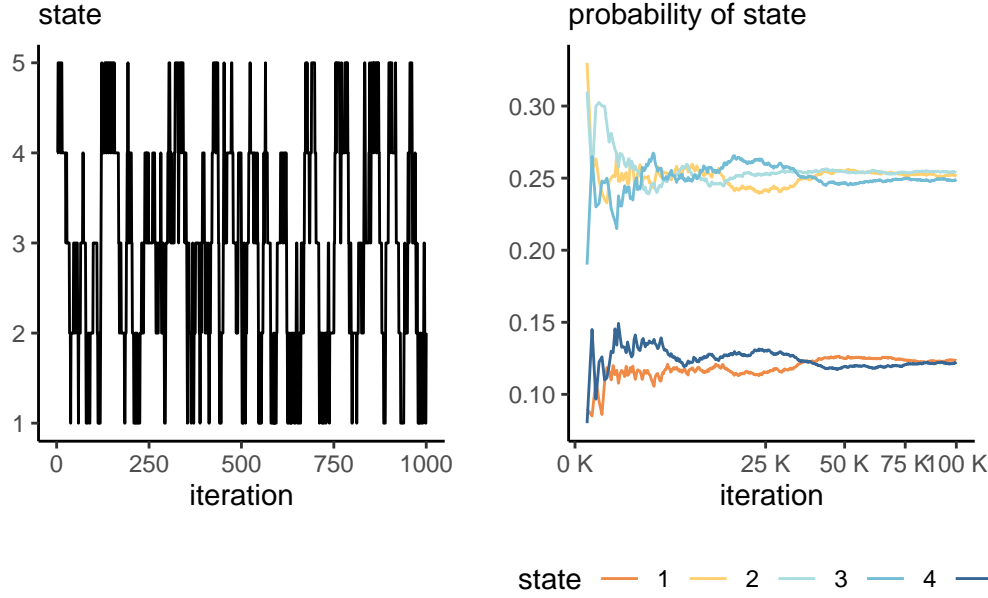 state
5
4
3
2
1
0 250 500 750 1000
iteration
probability of state
0.30
0.25
0.20
0.15
0.10
0 K 25 K 50 K 75 K 100 K
iteration
state 1 2 3 4